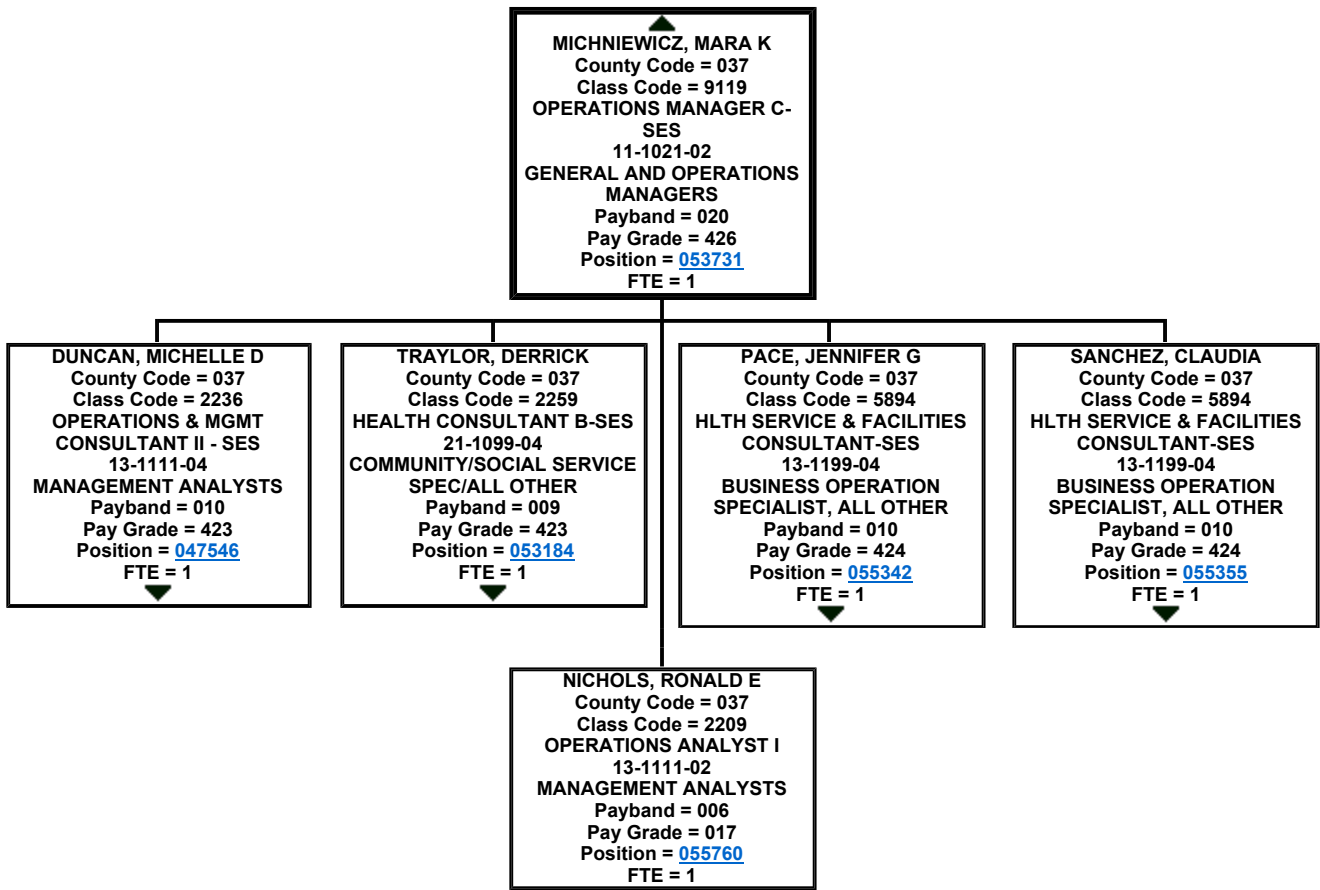 MICHNIEWICZ, MARA K
County Code = 037
Class Code = 9119
OPERATIONS MANAGER C-
SES
11-1021-02
GENERAL AND OPERATIONS
MANAGERS
Payband = 020
Pay Grade = 426
Position = 053731
FTE = 1
DUNCAN, MICHELLE D
County Code = 037
Class Code = 2236
OPERATIONS & MGMT
CONSULTANT II - SES
13-1111-04
MANAGEMENT ANALYSTS
Payband = 010
Pay Grade = 423
Position = 047546
FTE = 1
TRAYLOR, DERRICK
County Code = 037
Class Code = 2259
HEALTH CONSULTANT B-SES
21-1099-04
COMMUNITY/SOCIAL SERVICE
SPEC/ALL OTHER
Payband = 009
Pay Grade = 423
Position = 053184
FTE = 1
PACE, JENNIFER G
County Code = 037
Class Code = 5894
HLTH SERVICE & FACILITIES
CONSULTANT-SES
13-1199-04
BUSINESS OPERATION
SPECIALIST, ALL OTHER
Payband = 010
Pay Grade = 424
Position = 055342
FTE = 1
SANCHEZ, CLAUDIA
County Code = 037
Class Code = 5894
HLTH SERVICE & FACILITIES
CONSULTANT-SES
13-1199-04
BUSINESS OPERATION
SPECIALIST, ALL OTHER
Payband = 010
Pay Grade = 424
Position = 055355
FTE = 1
NICHOLS, RONALD E
County Code = 037
Class Code = 2209
OPERATIONS ANALYST I
13-1111-02
MANAGEMENT ANALYSTS
Payband = 006
Pay Grade = 017
Position = 055760
FTE = 1